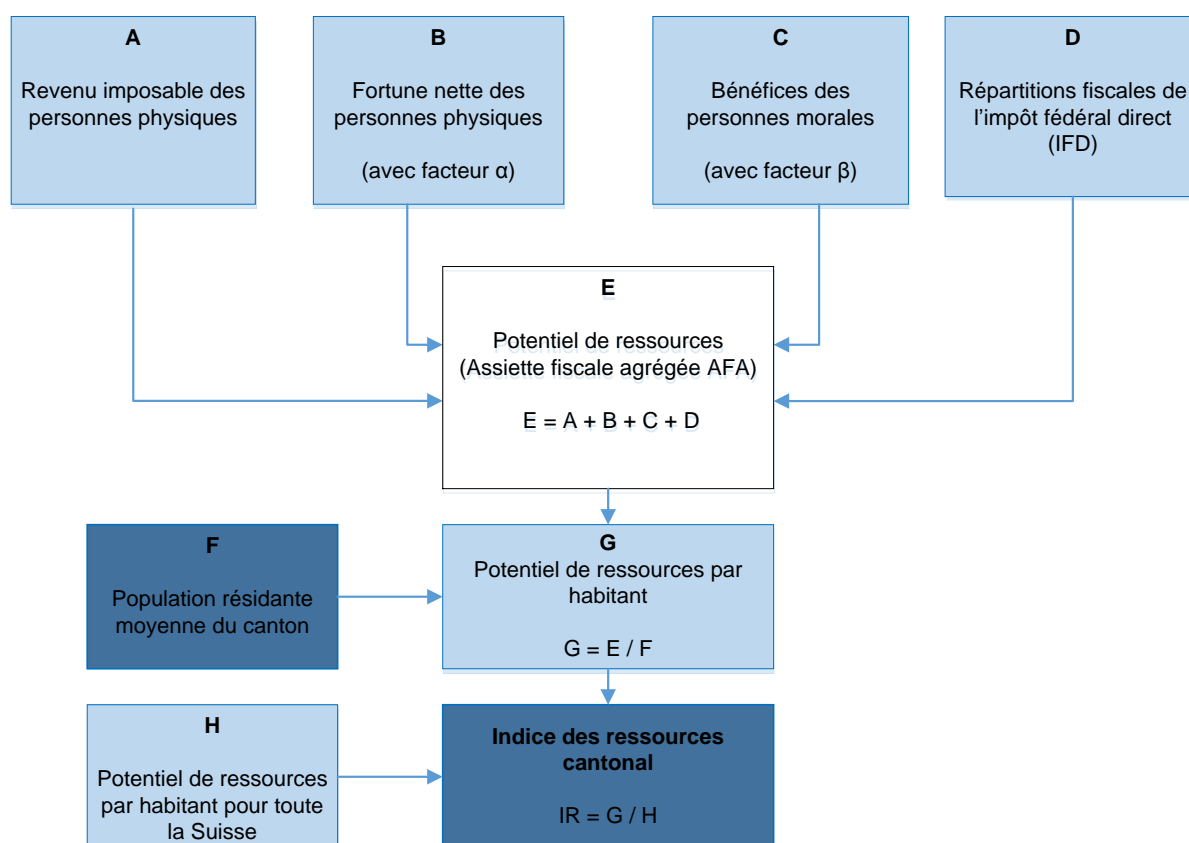 A
Revenu imposable des
personnes physiques
B
Fortune nette des
personnes physiques
(avec facteur α)
C
Bénéfices des
personnes morales
(avec facteur β)
D
Répartitions fiscales de
l'impôt fédéral direct
(IFD)
E
Potentiel de ressources
(Assiette fiscale agrégée AFA)
E = A + B + C + D
F
Population résidante
moyenne du canton
G
Potentiel de ressources par
habitant
G = E / F
H
Potentiel de ressources
par habitant pour toute
la Suisse
Indice des ressources
cantonal
IR = G / H